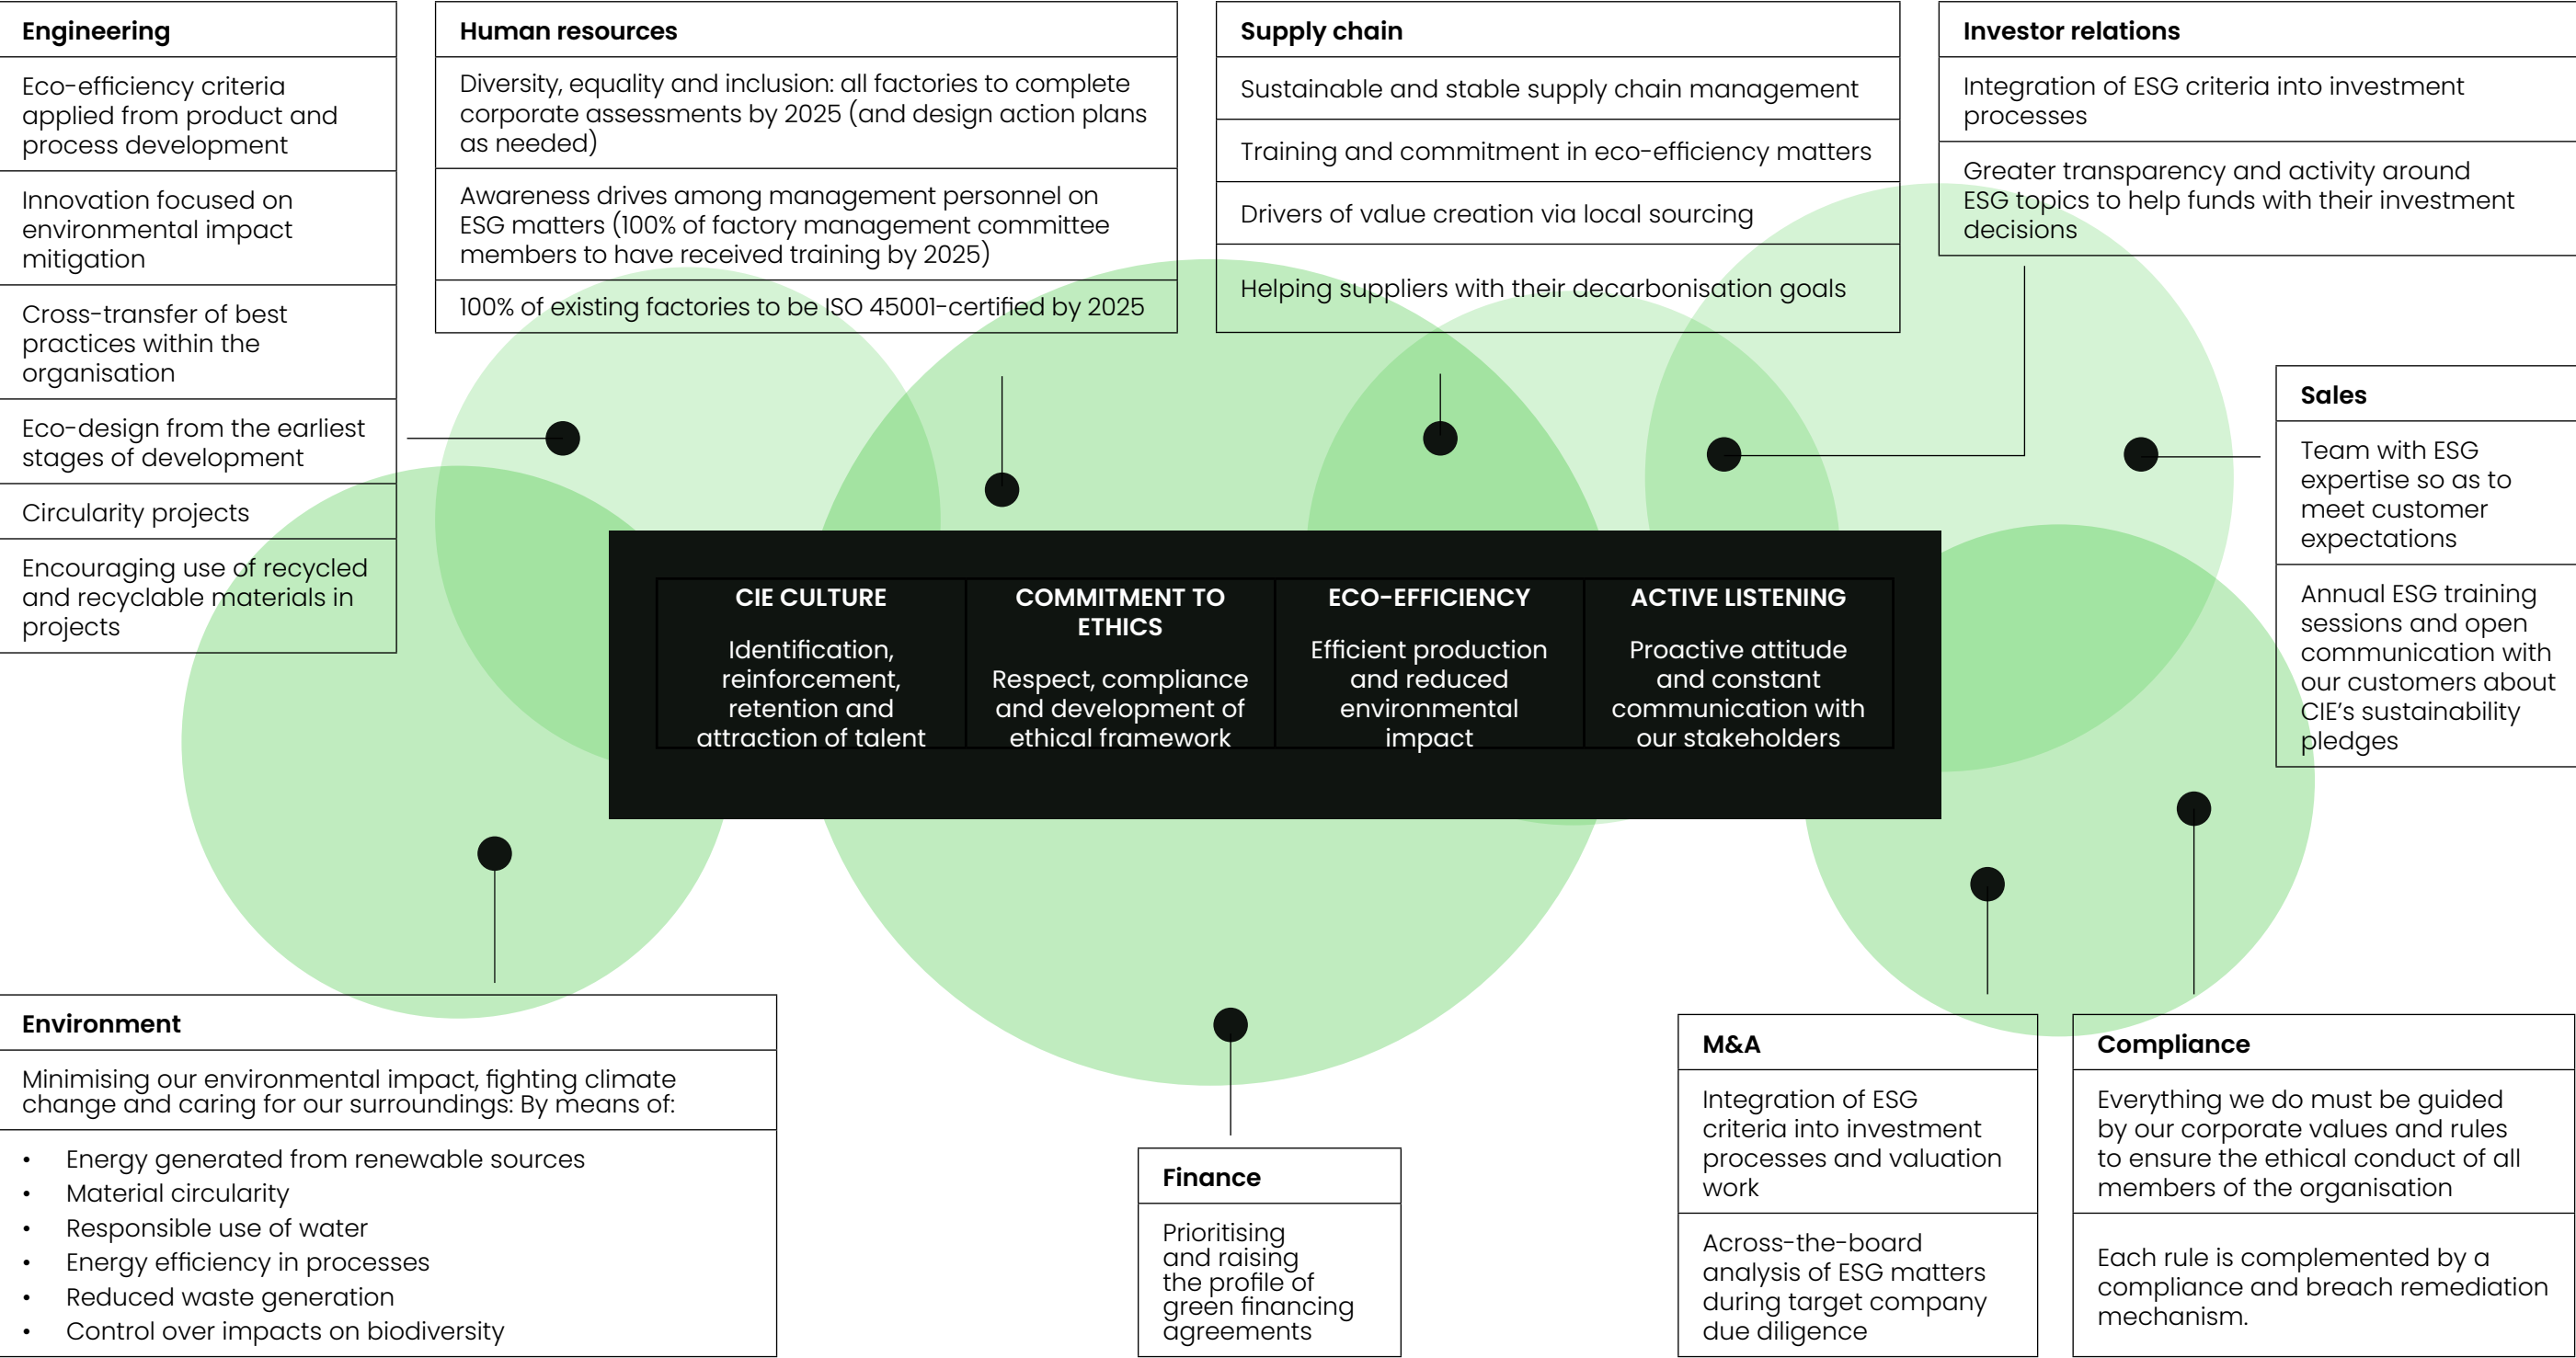 Engineering
Eco-efficiency criteria
applied from product and
process development
Innovation focused on
environmental impact
mitigation
Cross-transfer of best
practices within the
organisation
Eco-design from the earliest
stages of development
Circularity projects
Encouraging use of recycled
and recyclable materials in
projects
Human resources
Diversity, equality and inclusion: all factories to complete
corporate assessments by 2025 (and design action plans
as needed)
Awareness drives among management personnel on
ESG matters (100% of factory management committee
members to have received training by 2025)
100% of existing factories to be ISO 45001-certified by 2025
Supply chain
Sustainable and stable supply chain management
Training and commitment in eco-efficiency matters
Drivers of value creation via local sourcing
Helping suppliers with their decarbonisation goals
Investor relations
Integration of ESG criteria into investment
processes
Greater transparency and activity around
ESG topics to help funds with their investment
decisions
Sales
Team with ESG
expertise so as to
meet customer
expectations
Annual ESG training
sessions and open
communication with
our customers about
CIE's sustainability
pledges
CIE CULTURE
Identification,
reinforcement,
retention and
attraction of talent
COMMITMENT TO
ETHICS
Respect, compliance
and development of
ethical framework
ECO-EFFICIENCY
Efficient production
and reduced
environmental
impact
ACTIVE LISTENING
Proactive attitude
and constant
communication with
our stakeholders
Environment
Minimising our environmental impact, fighting climate
change and caring for our surroundings: By means of:
• Energy generated from renewable sources
• Material circularity
• Responsible use of water
• Energy efficiency in processes
• Reduced waste generation
• Control over impacts on biodiversity
Finance
Prioritising
and raising
the profile of
green financing
agreements
M&A
Integration of ESG
criteria into investment
processes and valuation
work
Across-the-board
analysis of ESG matters
during target company
due diligence
Compliance
Everything we do must be guided
by our corporate values and rules
to ensure the ethical conduct of all
members of the organisation
Each rule is complemented by a
compliance and breach remediation
mechanism.